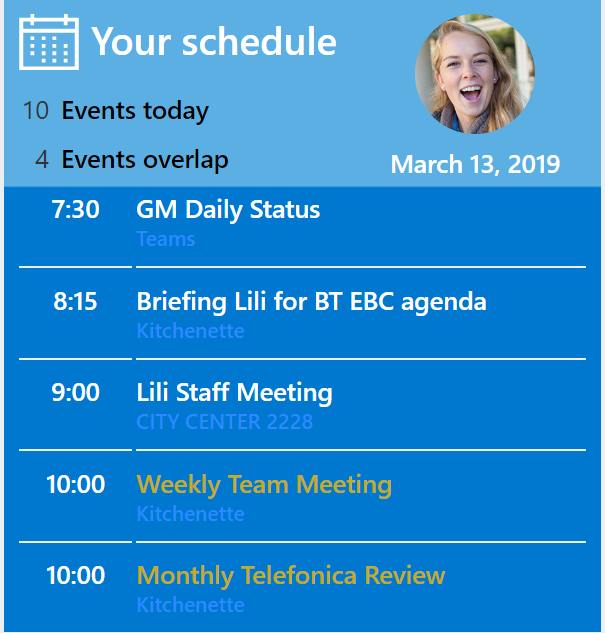 Your schedule
10 Events today
4 Events overlap
March 13, 2019
7:30 GM Daily Status
Teams
8:15 Briefing Lili for BT EBC agenda
Kitchenette
9:00 Lili Staff Meeting
CITY CENTER 2228
10:00 Weekly Team Meeting
Kitchenette
10:00 Monthly Telefonica Review
Kitchenette